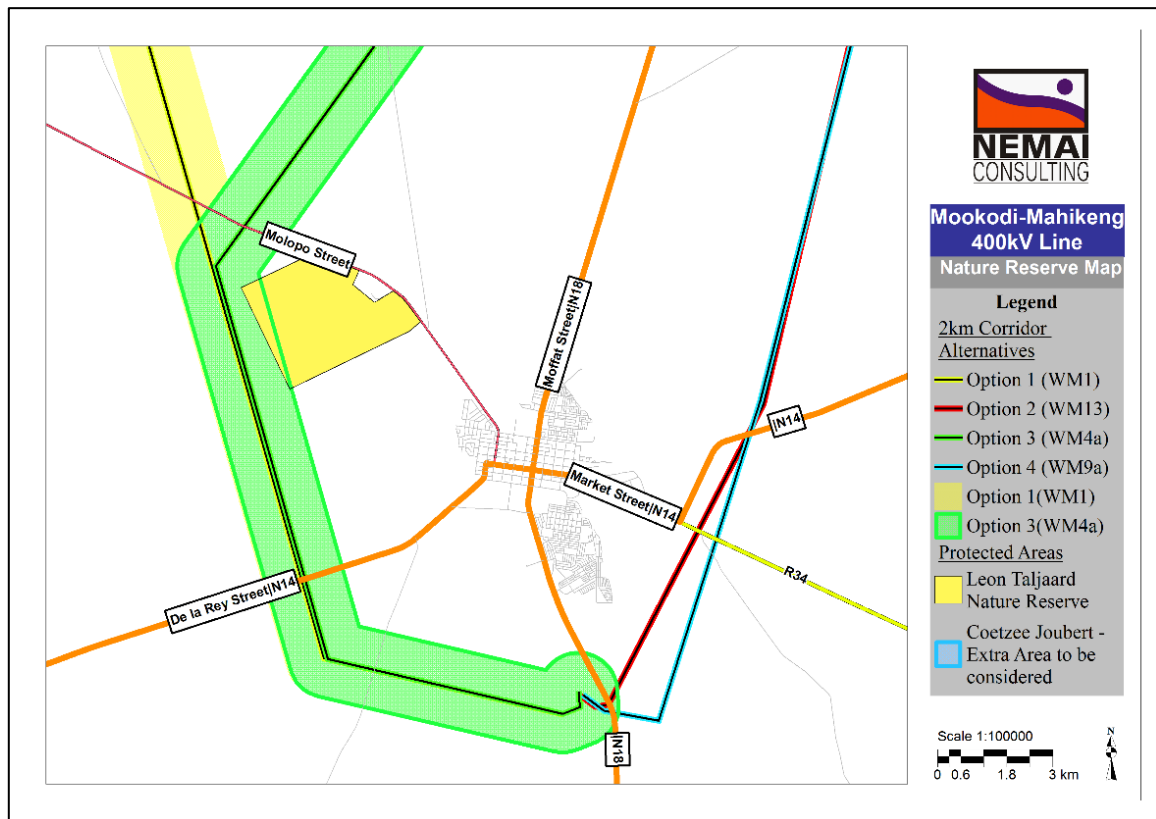 Molopo Street
Moffat Street|N18
|N14
Market Street|N14
R34
De la Rey Street|N14
|N18
NEMAI
CONSULTING
Mookodi-Mahikeng
400kV Line
Nature Reserve Map
Legend
2km Corridor
Alternatives
Option 1 (WM1)
Option 2 (WM13)
Option 3 (WM4a)
Option 4 (WM9a)
Option 1(WM1)
Option 3(WM4a)
Protected Areas
Leon Taljaard
Nature Reserve
Coetzee Joubert -
Extra Area to be
considered
Scale 1:100000
0 0.6 1.8 3 km
N